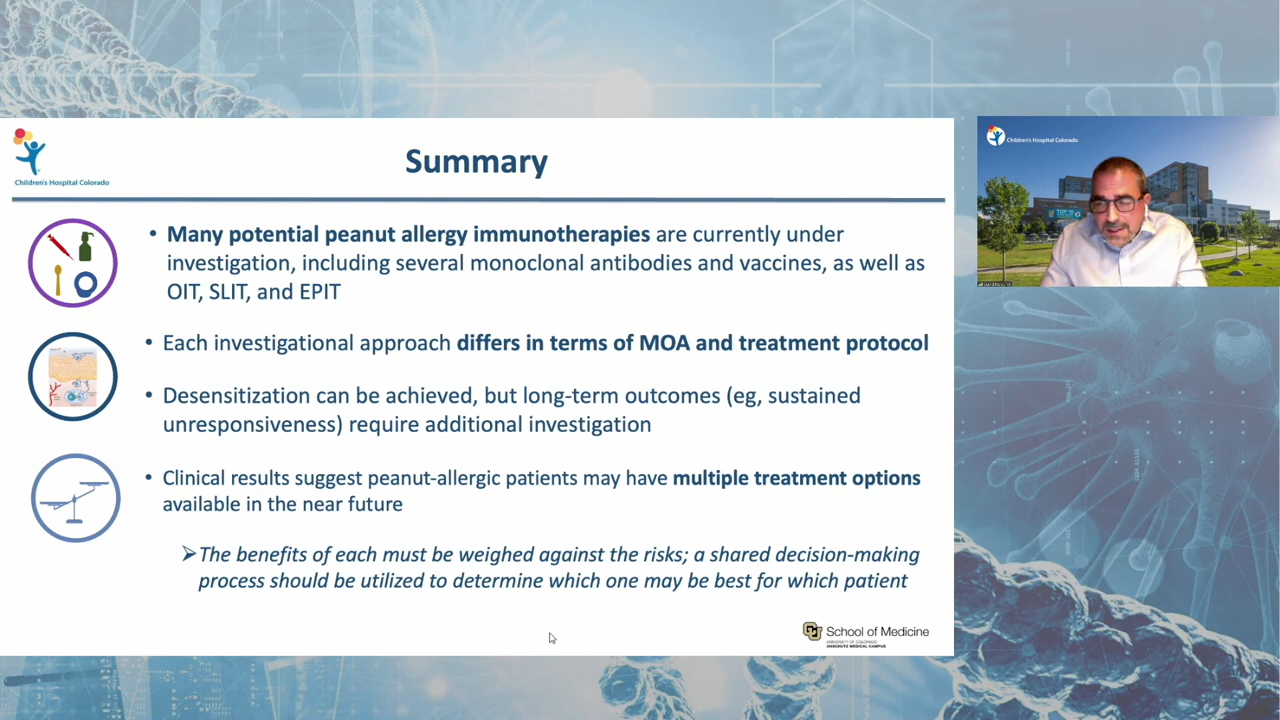 Children's Hospital Colorado
Summary
• Many potential peanut allergy immunotherapies are currently under
investigation, including several monoclonal antibodies and vaccines, as well as
OIT, SLIT, and EPIT
• Each investigational approach differs in terms of MOA and treatment protocol
• Desensitization can be achieved, but long-term outcomes (eg, sustained
unresponsiveness) require additional investigation
• Clinical results suggest peanut-allergic patients may have multiple treatment options
available in the near future
➢ The benefits of each must be weighed against the risks; a shared decision-making
process should be utilized to determine which one may be best for which patient
School of Medicine
UNIVERSITY OF COLORADO
ANSCHUTZ MEDICAL CAMPUS
Children's Hospital Colorado
TOP 10